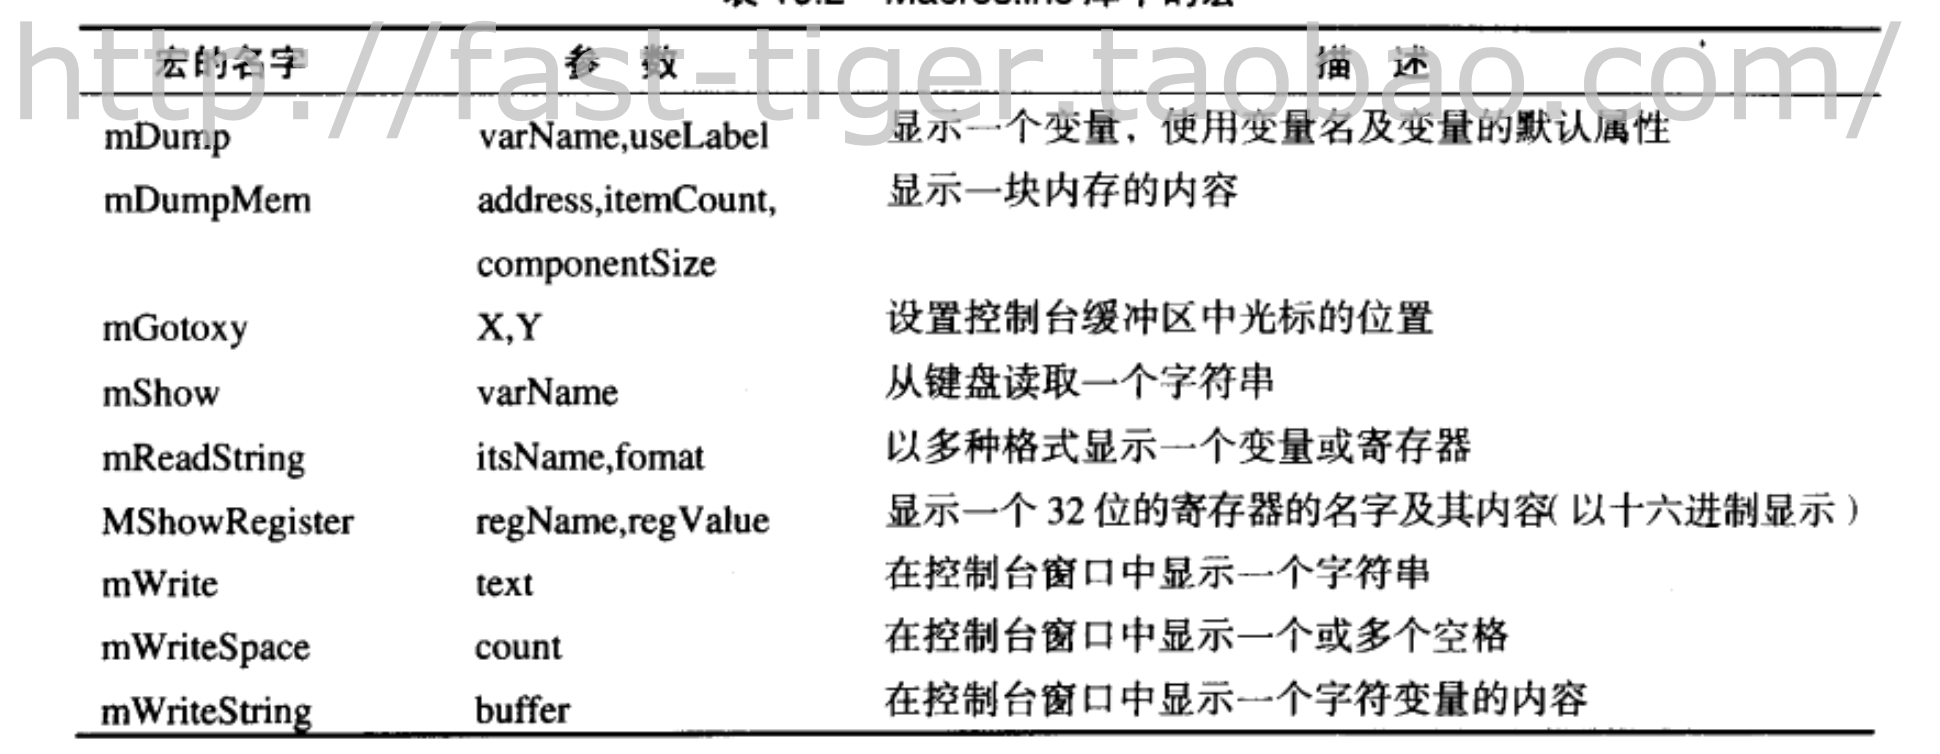 表 10.2 Macros.inc 库中的宏
http://fast-tiger.taobao.com/
宏的名字 参 数 描 述
mDump varName,useLabel 显示一个变量，使用变量名及变量的默认属性
mDumpMem address,itemCount, 显示一块内存的内容
componentSize
mGotoxy X,Y 设置控制台缓冲区中光标的位置
mShow varName 从键盘读取一个字符串
mReadString itsName,fomat 以多种格式显示一个变量或寄存器
MShowRegister regName,regValue 显示一个 32 位的寄存器的名字及其内容(以十六进制显示)
mWrite text 在控制台窗口中显示一个字符串
mWriteSpace count 在控制台窗口中显示一个或多个空格
mWriteString buffer 在控制台窗口中显示一个字符变量的内容